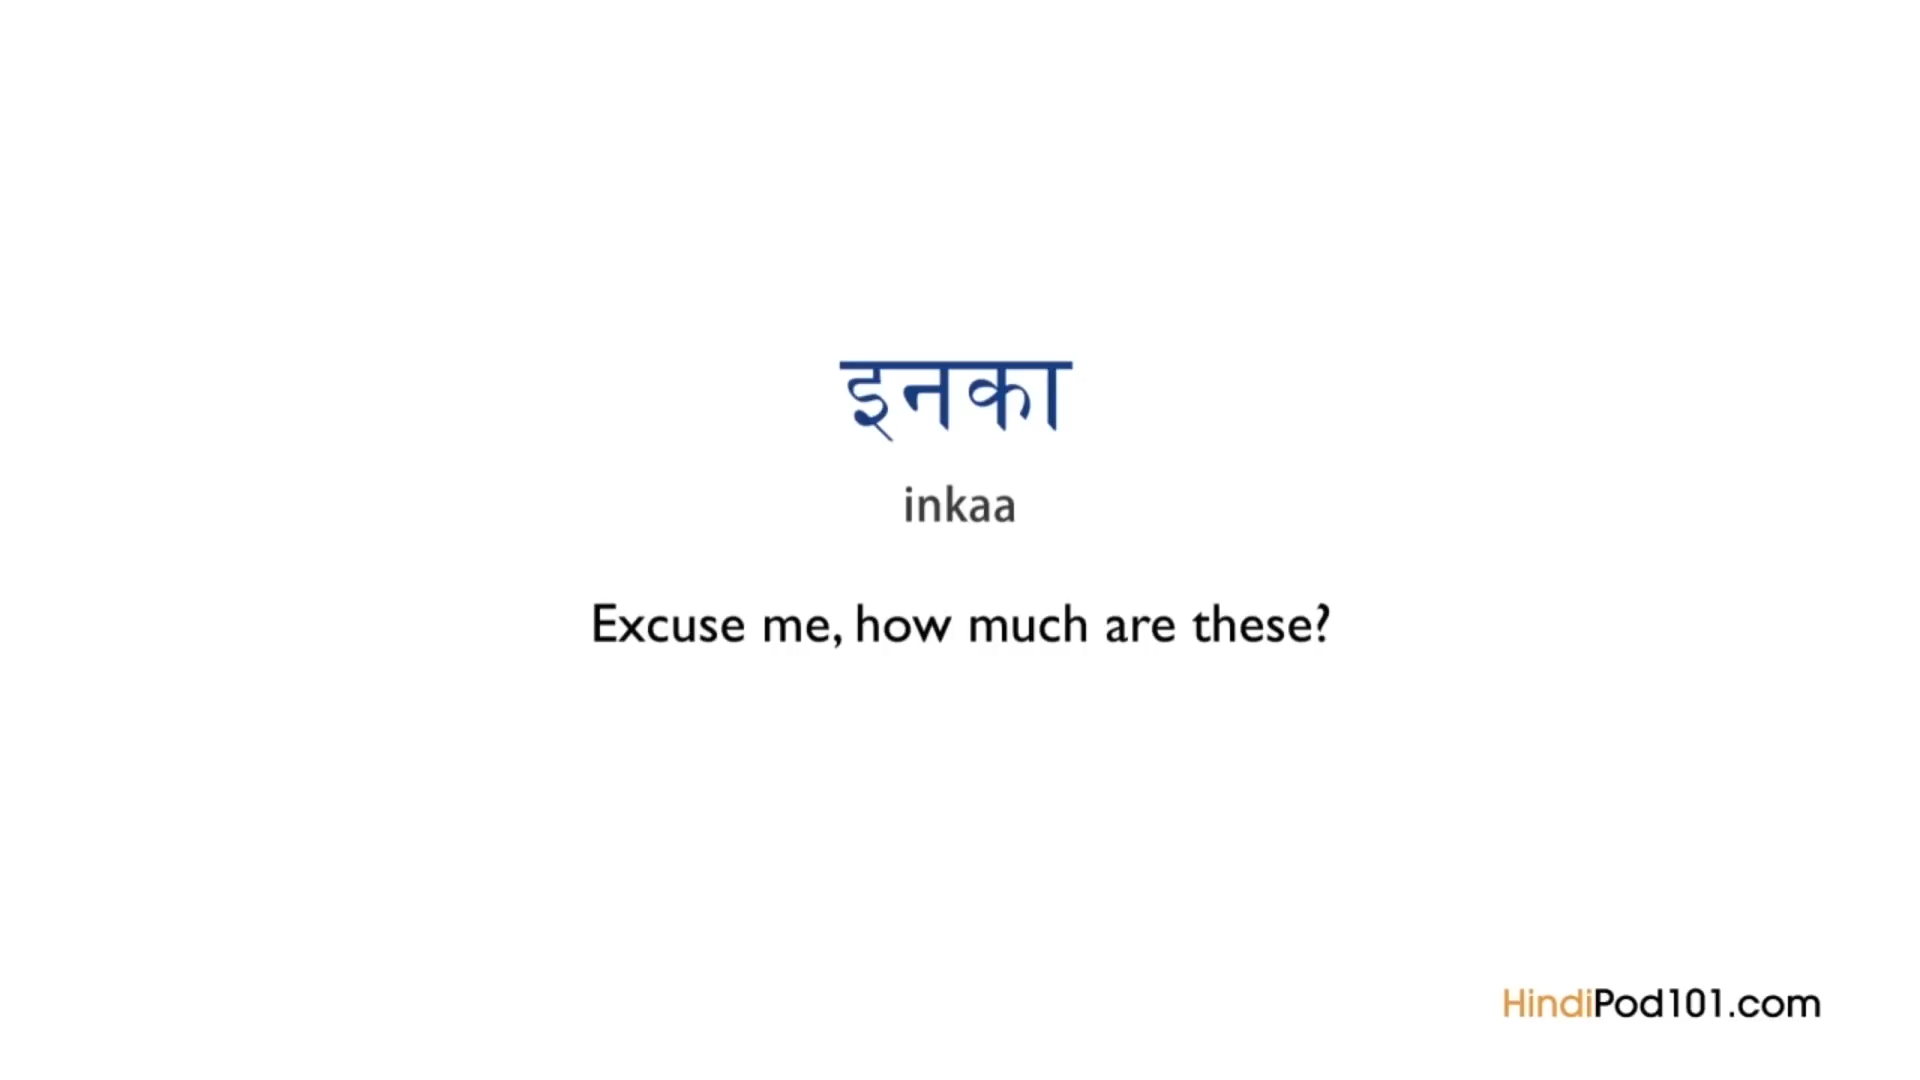 इनका
inkaa
Excuse me, how much are these?
HindiPod101.com